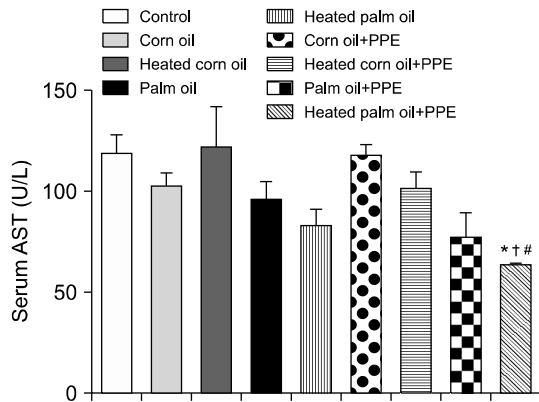 Control
Corn oil
Heated corn oil
Palm oil
Heated palm oil
Corn oil+PPE
Heated corn oil+PPE
Palm oil+PPE
Heated palm oil+PPE
Serum AST (U/L)
150
100
50
0
*†#